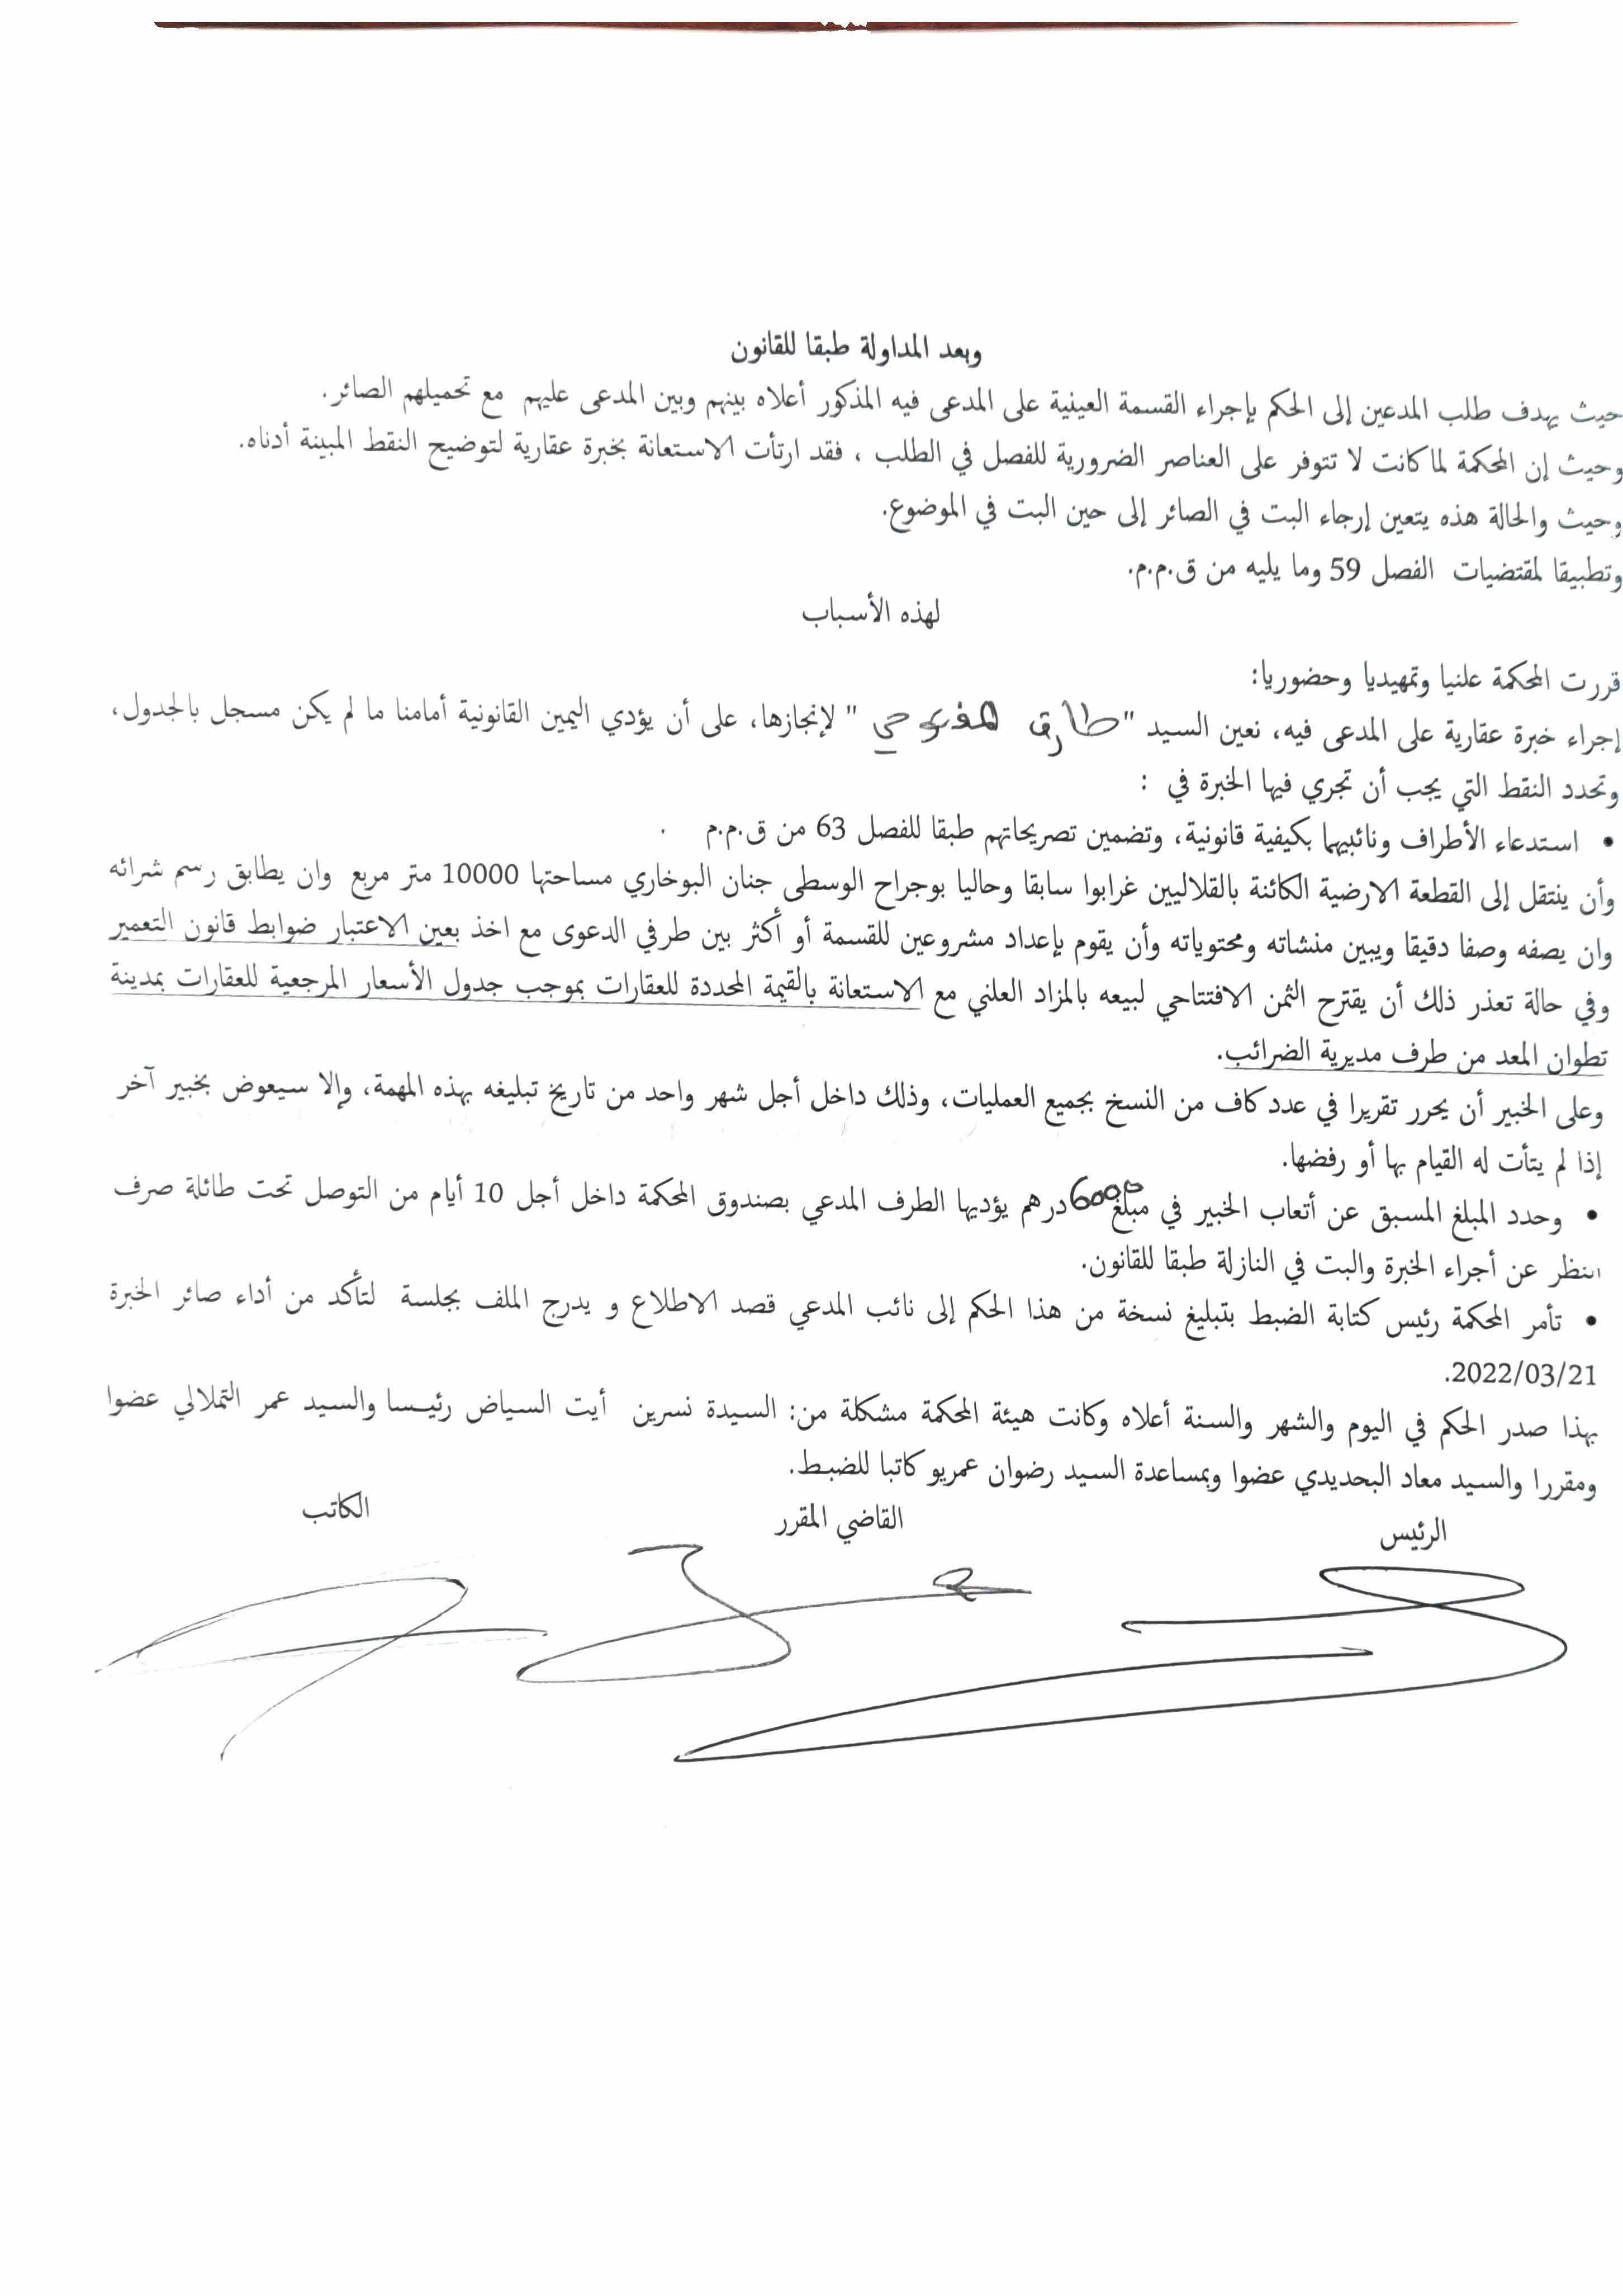 وبعد المداولة طبقا للقانون
حيث يهدف طلب المدعين إلى الحكم بإجراء القسمة العينية على المدعى فيه المذكور أعلاه بينهم وبين المدعى عليهم مع تحميلهم الصائر.
وحيث إن المحكمة لما كانت لا تتوفر على العناصر الضرورية للفصل في الطلب ، فقد ارتأت الاستعانة بخبرة عقارية لتوضيح النقط المبينة أدناه.
وحيث والحالة هذه يتعين إرجاء البت في الصائر إلى حين البت في الموضوع.
وتطبيقا لمقتضيات الفصل 59 وما يليه من ق.م.م.
لهذه الأسباب
قررت المحكمة علنيا وتمهيديا وحضوريا:
إجراء خبرة عقارية على المدعى فيه، نعين السيد "طارق" لإنجازها، على أن يؤدي اليمين القانونية أمامنا ما لم يكن مسجل بالجدول،
وتحدد النقط التي يجب أن تجري فيها الخبرة في :
• استدعاء الأطراف ونائبيهما بكيفية قانونية، وتضمين تصريحاتهم طبقا للفصل 63 من ق.م.م .
وأن ينتقل إلى القطعة الارضية الكائنة بالقلاليين غرابوا سابقا وحاليا بوجراح الوسطى جنان البوخاري مساحتها 10000 متر مربع وان يطابق رسم شرائه
وان يصفه وصفا دقيقا ويبين منشاته ومحتوياته وأن يقوم بإعداد مشروعين للقسمة أو أكثر بين طرفي الدعوى مع اخذ بعين الاعتبار ضوابط قانون التعمير
وفي حالة تعذر ذلك أن يقترح الثمن الافتتاحي لبيعه بالمزاد العلني مع الاستعانة بالقيمة المحددة للعقارات بموجب جدول الأسعار المرجعية للعقارات بمدينة
تطوان المعد من طرف مديرية الضرائب.
وعلى الخبير أن يحرر تقريرا في عدد كاف من النسخ بجميع العمليات، وذلك داخل أجل شهر واحد من تاريخ تبليغه بهذه المهمة، وإلا سيعوض بخبير آخر
إذا لم يتأت له القيام بها أو رفضها.
• وحدد المبلغ المسبق عن أتعاب الخبير في مبلغ 6000 درهم يؤديها الطرف المدعي بصندوق المحكمة داخل أجل 10 أيام من التوصل تحت طائلة صرف
النظر عن أجراء الخبرة والبت في النازلة طبقا للقانون.
• تأمر المحكمة رئيس كتابة الضبط بتبليغ نسخة من هذا الحكم إلى نائب المدعي قصد الاطلاع و يدرج الملف بجلسة لتأكد من أداء صائر الخبرة
2022/03/21.
بهذا صدر الحكم في اليوم والشهر والسنة أعلاه وكانت هيئة المحكمة مشكلة من: السيدة نسرين أيت السياض رئيسا والسيد عمر التملالي عضوا
ومقررا والسيد معاد البحديدي عضوا وبمساعدة السيد رضوان عمريو كاتبا للضبط.
الرئيس القاضي المقرر الكاتب